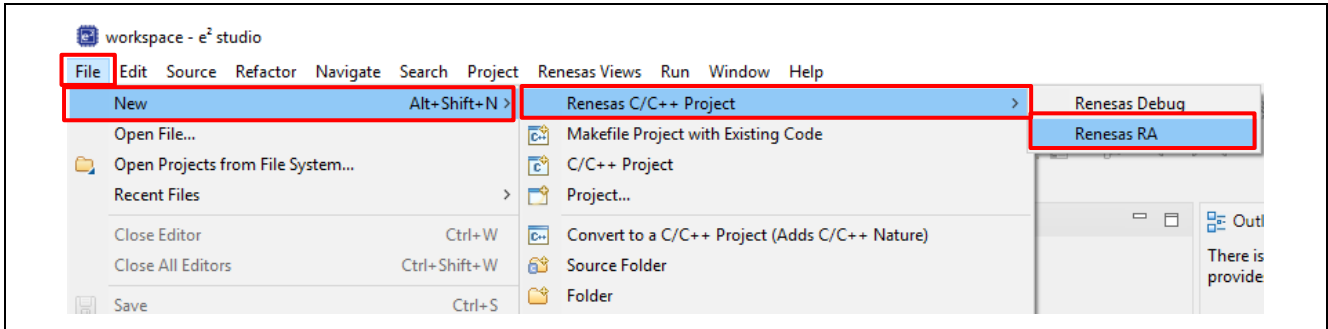 workspace - e² studio
File Edit Source Refactor Navigate Search Project Renesas Views Run Window Help
New Alt+Shift+N > Renesas C/C++ Project > Renesas Debug
Open File... Makefile Project with Existing Code Renesas RA
Open Projects from File System... C/C++ Project
Recent Files > Project...
Close Editor Ctrl+W Convert to a C/C++ Project (Adds C/C++ Nature)
Close All Editors Ctrl+Shift+W Source Folder There is
provide
Save Ctrl+S Folder